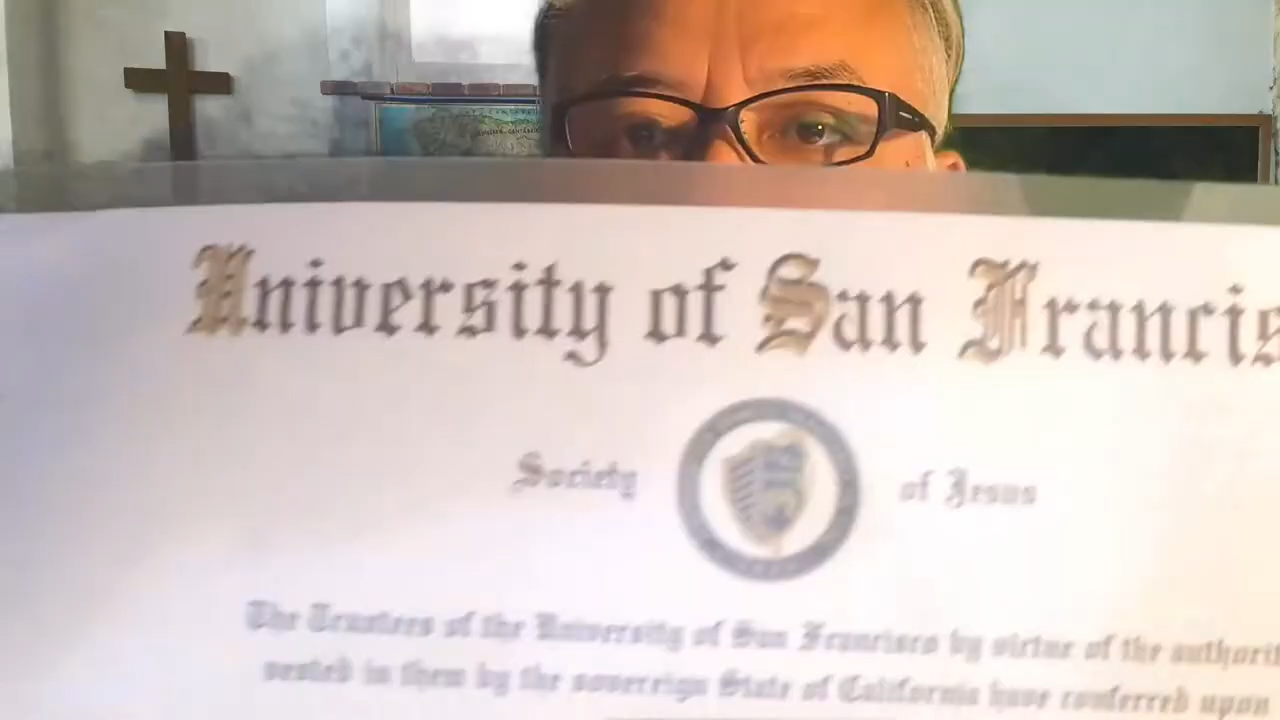 University of San Francis
Society of Jesus
The Trustees of the University of San Francisco by virtue of the authorit
vested in them by the sovereign State of California have conferred upon